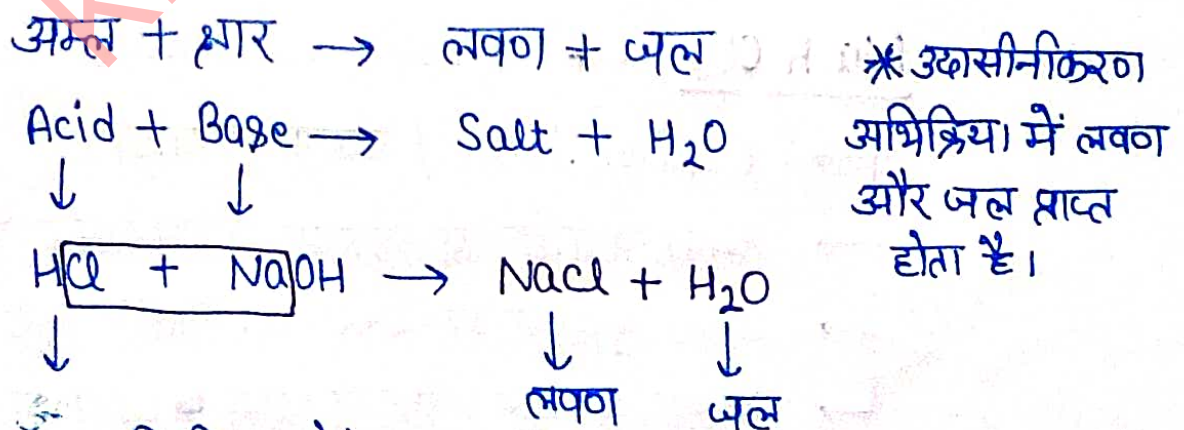 अम्ल + क्षार → लवण + जल
Acid + Base → Salt + H₂O
↓ ↓
HCl + NaOH → NaCl + H₂O
↓ ↓ ↓
लवण जल
* उदासीनीकरण
अभिक्रिया में लवण
और जल प्राप्त
होता है।